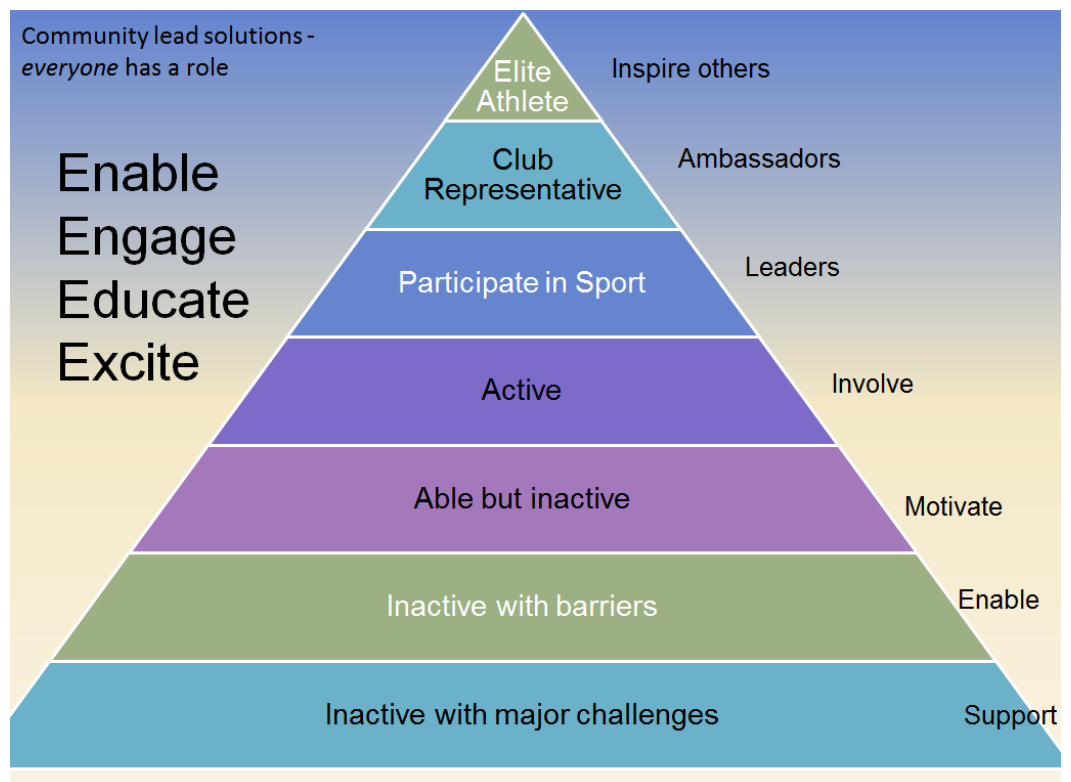 Community lead solutions -
everyone has a role
Enable
Engage
Educate
Excite
Elite
Athlete
Inspire others
Club
Representative
Ambassadors
Participate in Sport
Leaders
Active
Involve
Able but inactive
Motivate
Inactive with barriers
Enable
Inactive with major challenges
Support